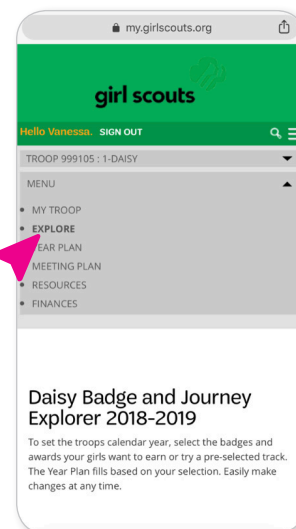 my.girlscouts.org
girl scouts
Hello Vanessa. SIGN OUT
TROOP 999105 : 1-DAISY
MENU
MY TROOP
EXPLORE
YEAR PLAN
MEETING PLAN
RESOURCES
FINANCES
Daisy Badge and Journey
Explorer 2018-2019
To set the troops calendar year, select the badges and
awards your girls want to earn or try a pre-selected track.
The Year Plan fills based on your selection. Easily make
changes at any time.